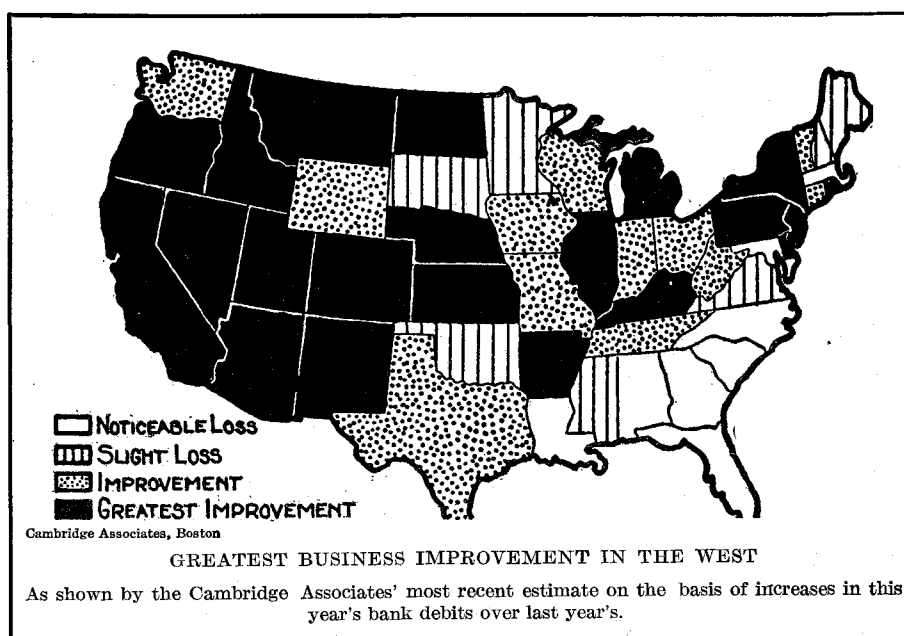 NOTICEABLE LOSS
SLIGHT LOSS
IMPROVEMENT
GREATEST IMPROVEMENT
Cambridge Associates, Boston
GREATEST BUSINESS IMPROVEMENT IN THE WEST
As shown by the Cambridge Associates' most recent estimate on the basis of increases in this
year's bank debits over last year's.